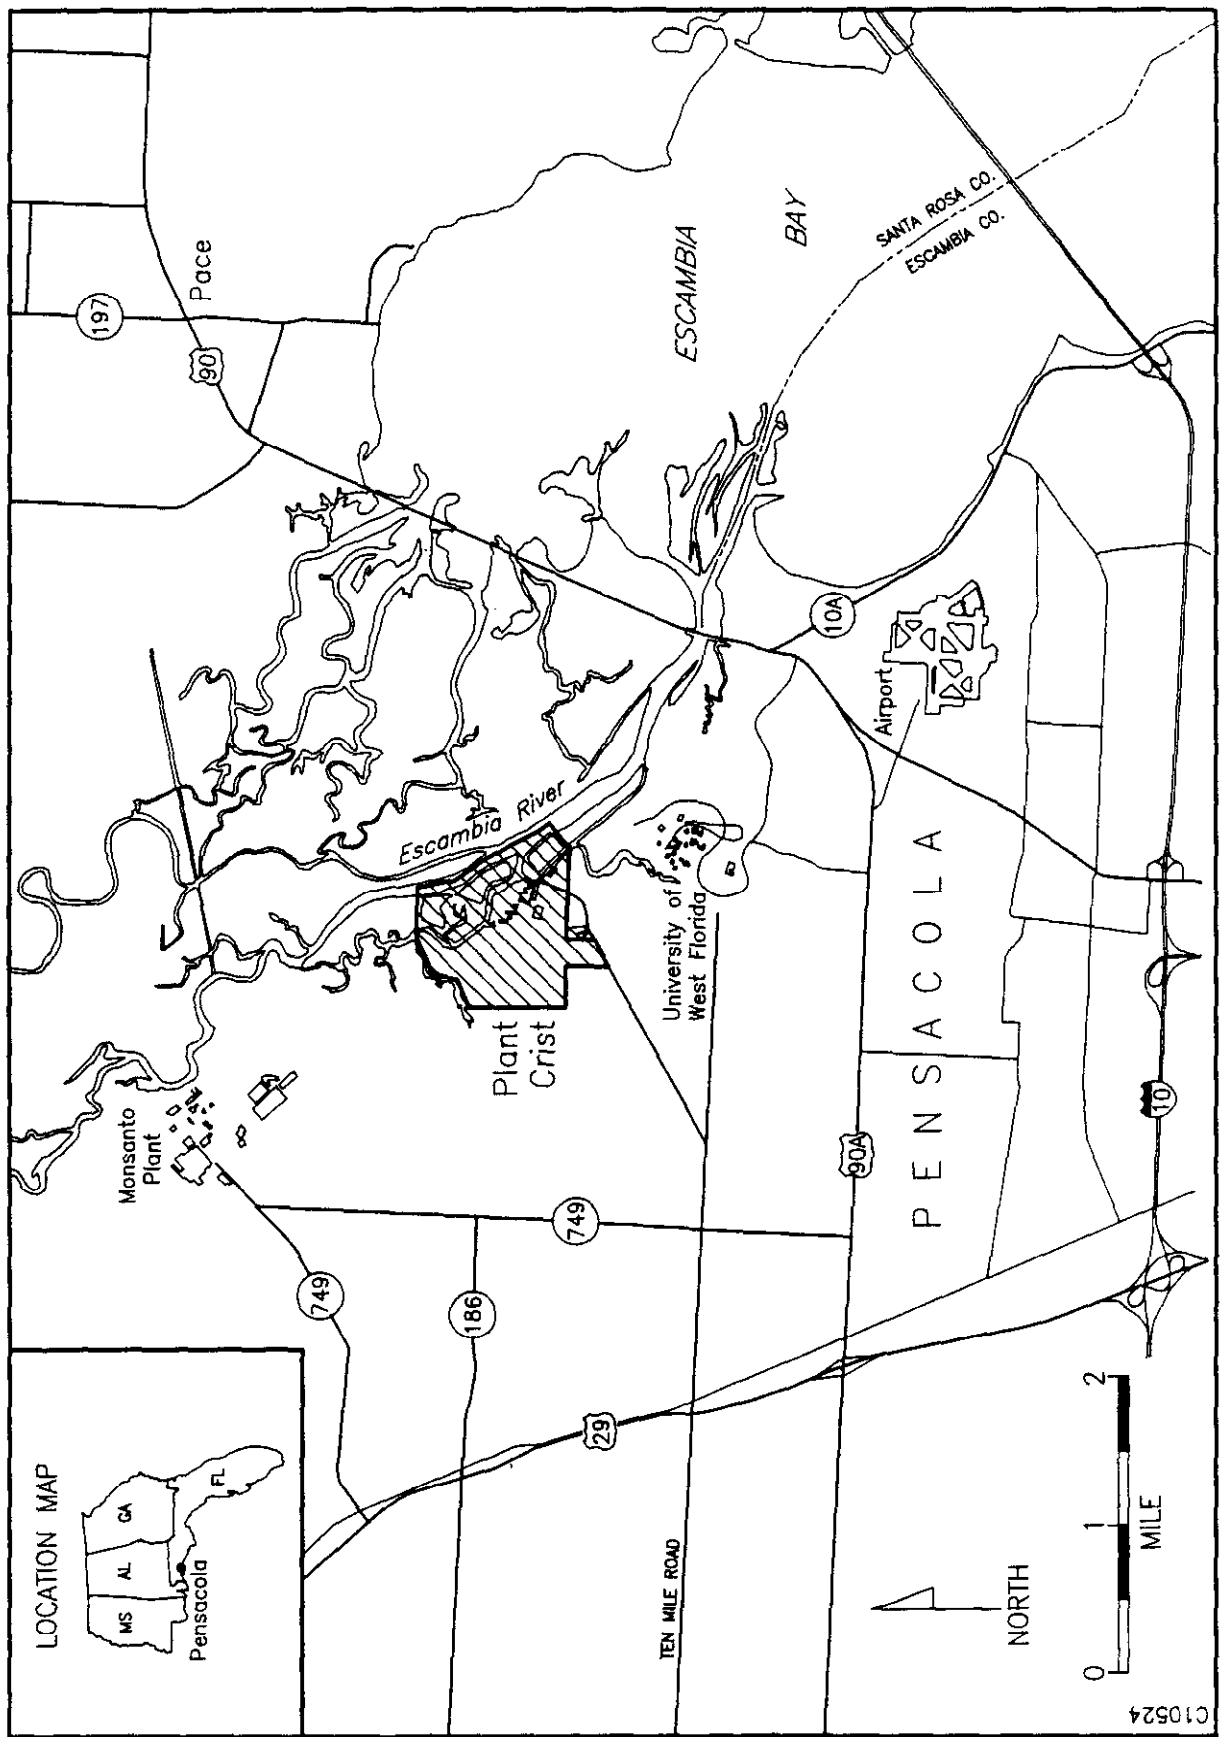 LOCATION MAP
MS
AL
GA
FL
Pensacola
Monsanto
Plant
749
749
186
29
TEN MILE ROAD
90A
10
Plant
Crist
Escambia River
University of
West Florida
Airport
PENSACOLA
10A
197
90
Pace
ESCAMBIA
BAY
SANTA ROSA CO.
ESCAMBIA CO.
NORTH
0
1
2
MILE
C10524